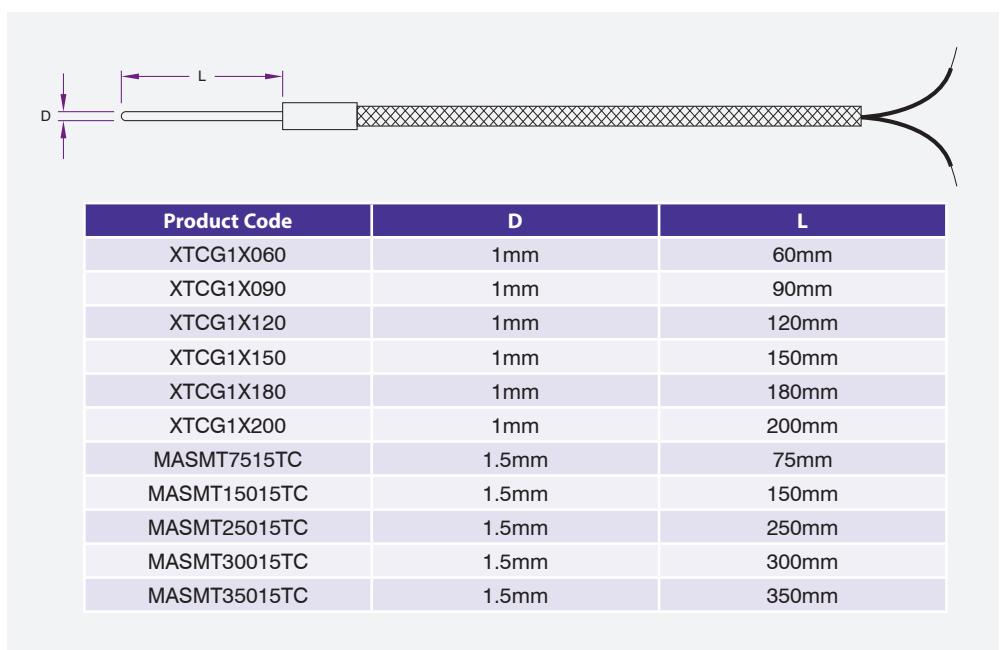 L
D
Product Code D L
XTCG1X060 1mm 60mm
XTCG1X090 1mm 90mm
XTCG1X120 1mm 120mm
XTCG1X150 1mm 150mm
XTCG1X180 1mm 180mm
XTCG1X200 1mm 200mm
MASMT7515TC 1.5mm 75mm
MASMT15015TC 1.5mm 150mm
MASMT25015TC 1.5mm 250mm
MASMT30015TC 1.5mm 300mm
MASMT35015TC 1.5mm 350mm